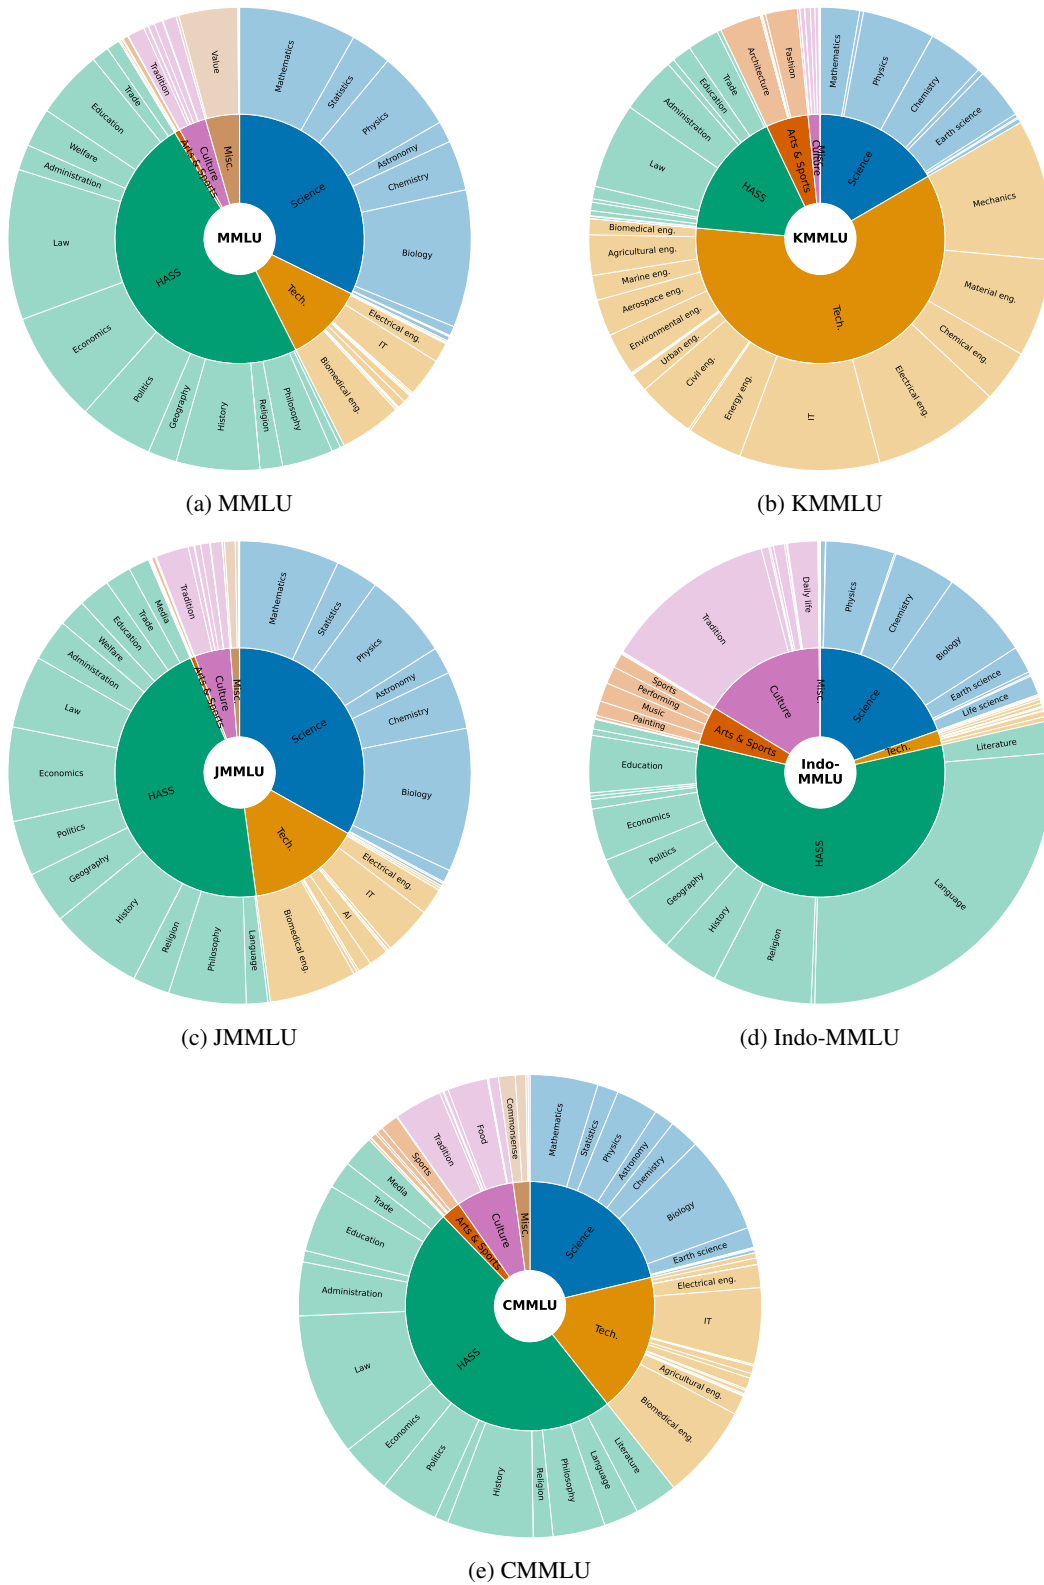 Mathematics
Statistics
Physics
Astronomy
Chemistry
Biology
Electrical eng.
IT
Biomedical eng.
Philosophy
Religion
History
Geography
Politics
Economics
Law
Administration
Welfare
Education
Trade
Tradition
Value
Science
Tech.
HASS
Arts & Sports
Culture
Misc.
MMLU
(a) MMLU
Mathematics
Physics
Chemistry
Earth science
Mechanics
Material eng.
Chemical eng.
Electrical eng.
IT
Energy eng.
Civil eng.
Urban eng.
Environmental eng.
Aerospace eng.
Marine eng.
Agricultural eng.
Biomedical eng.
Law
Administration
Education
Trade
Architecture
Fashion
Science
Tech.
HASS
Arts & Sports
Culture
Misc.
KMMLU
(b) KMMLU
Mathematics
Statistics
Physics
Astronomy
Chemistry
Biology
Electrical eng.
IT
AI
Biomedical eng.
Language
Philosophy
Religion
History
Geography
Politics
Economics
Law
Administration
Welfare
Education
Trade
Media
Tradition
Science
Tech.
HASS
Arts & Sports
Culture
Misc.
JMMLU
(c) JMMLU
Physics
Chemistry
Biology
Earth science
Life science
Literature
Language
Religion
History
Geography
Politics
Economics
Education
Painting
Music
Performing
Sports
Tradition
Daily life
Science
Tech.
HASS
Arts & Sports
Culture
Misc.
Indo-
MMLU
(d) Indo-MMLU
Mathematics
Statistics
Physics
Astronomy
Chemistry
Biology
Earth science
Electrical eng.
IT
Agricultural eng.
Biomedical eng.
Literature
Language
Philosophy
Religion
History
Politics
Economics
Law
Administration
Education
Trade
Media
Sports
Tradition
Food
Commonsense
Science
Tech.
HASS
Arts & Sports
Culture
Misc.
CMMLU
(e) CMMLU